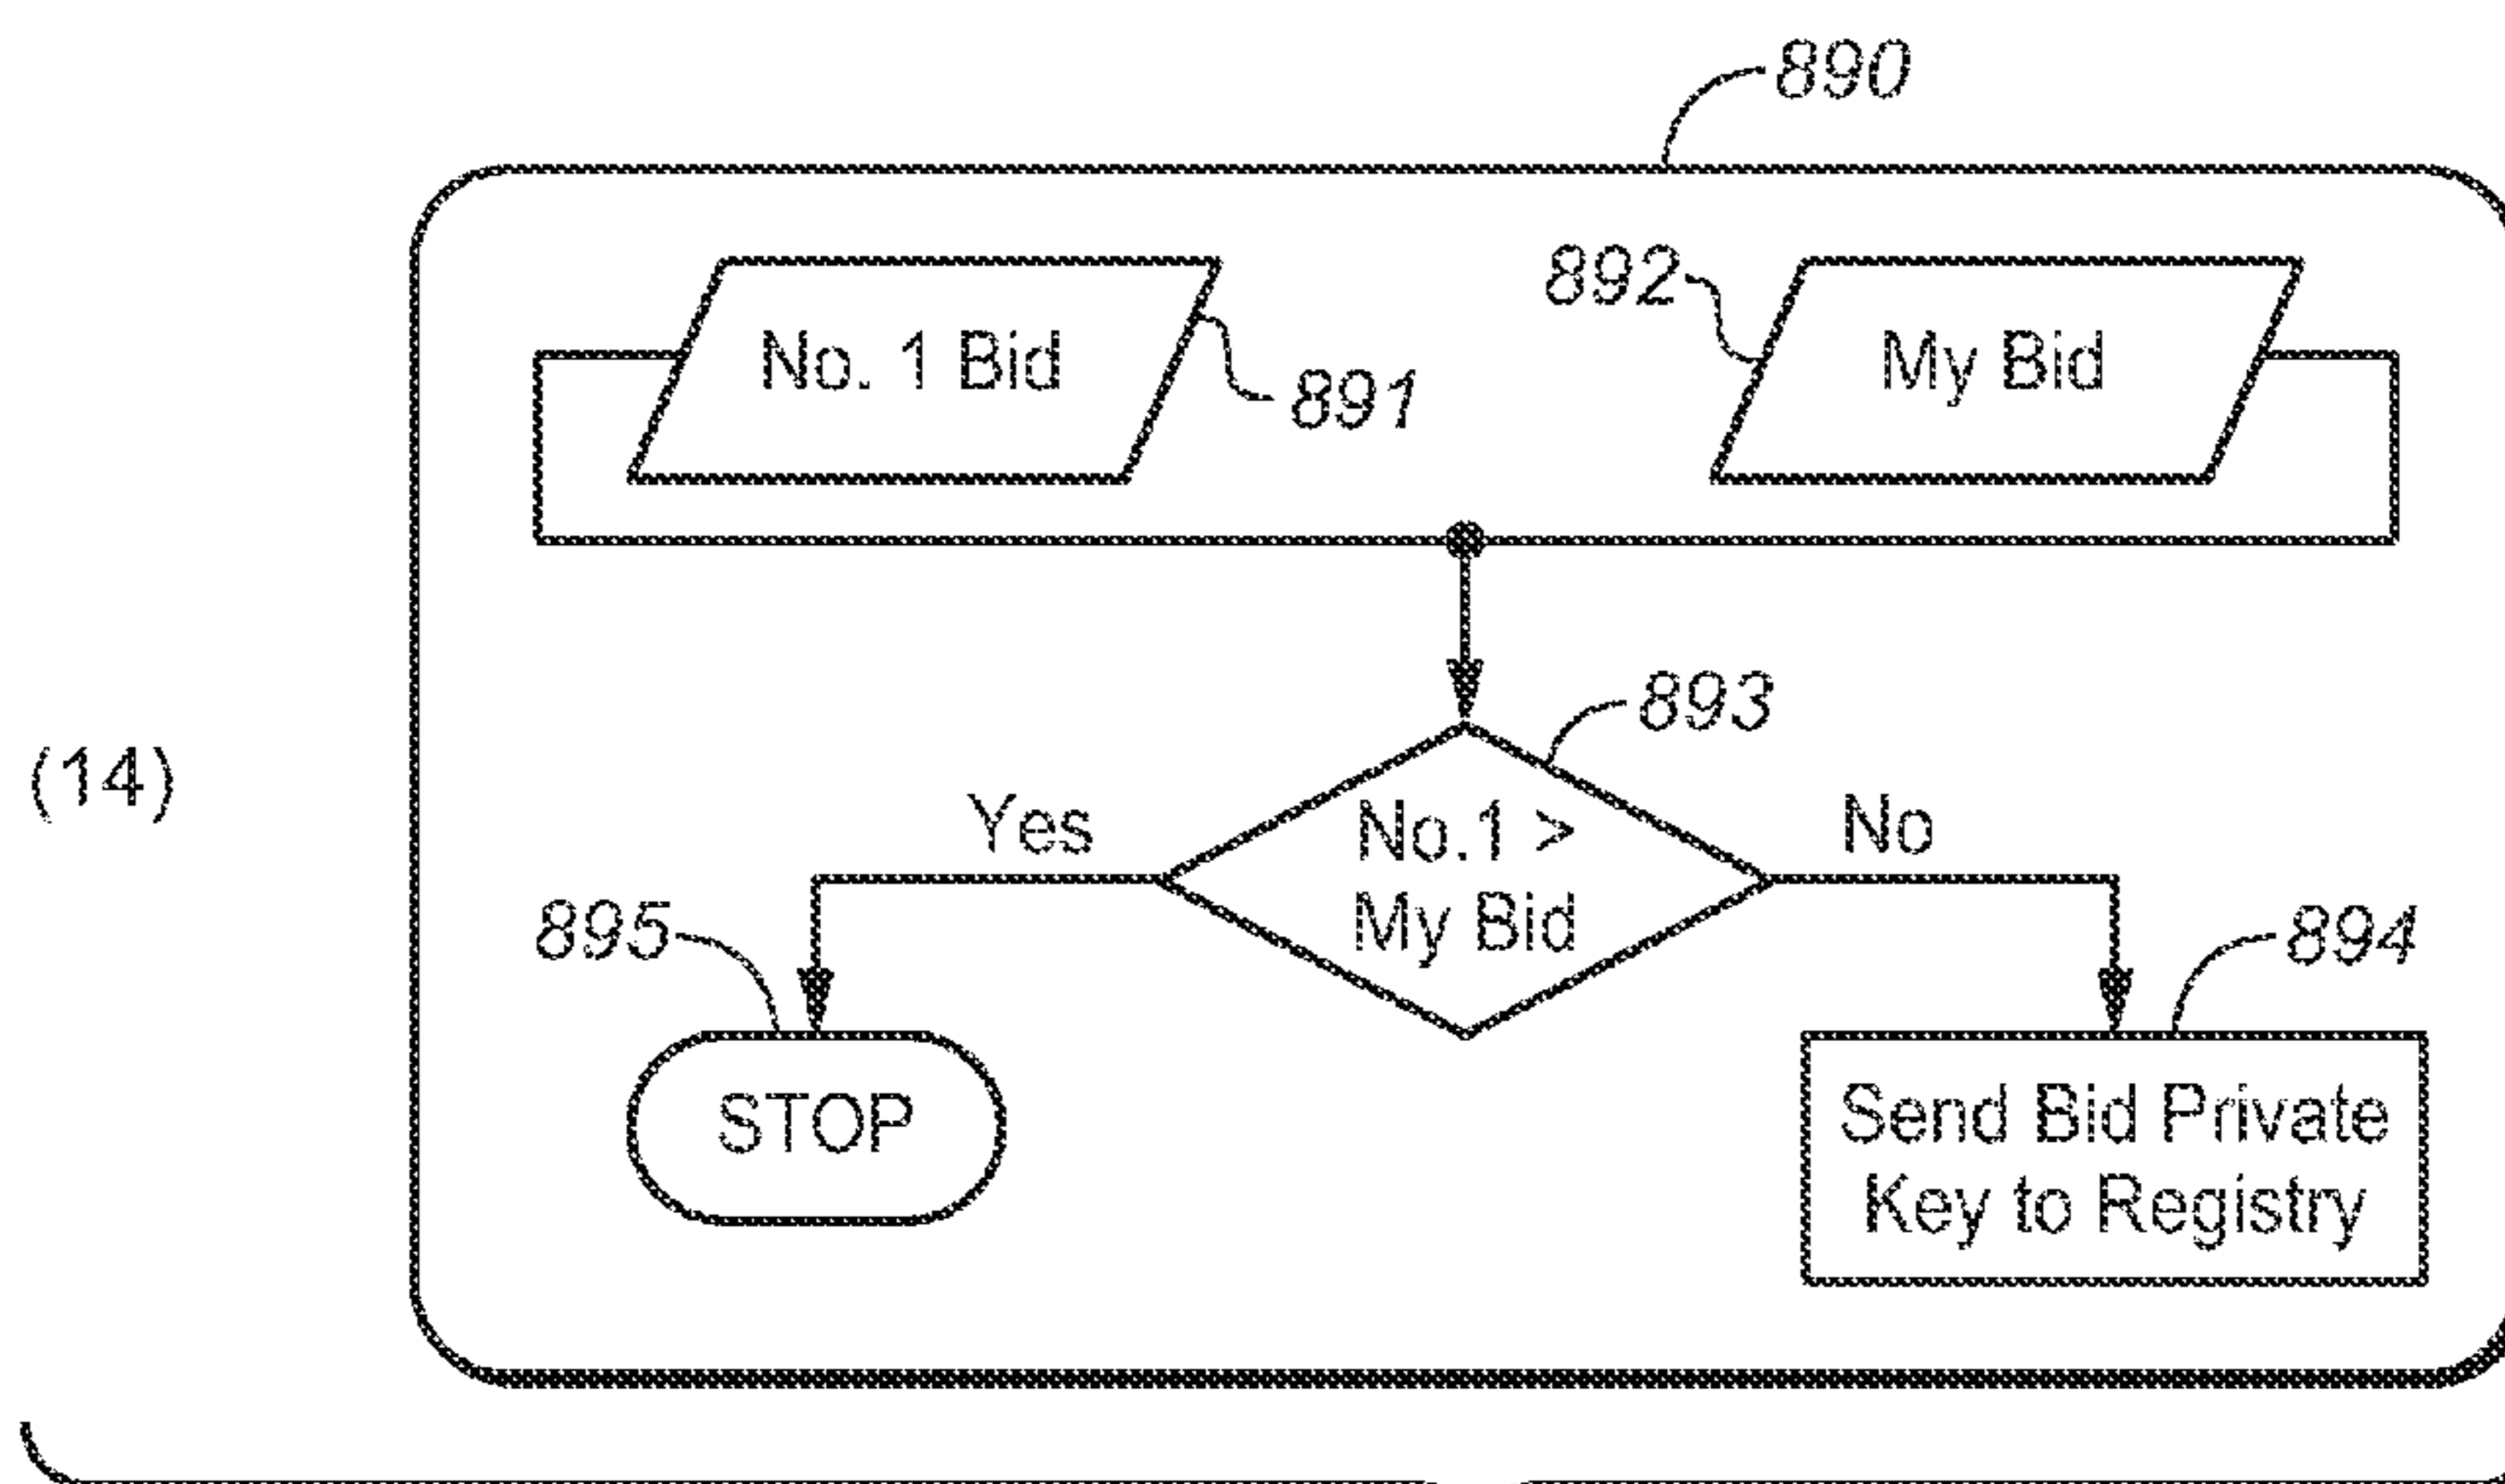 890
892
No. 1 Bid
My Bid
891
893
(14)
Yes
No.1 >
My Bid
No
895
894
STOP
Send Bid Private
Key to Registry